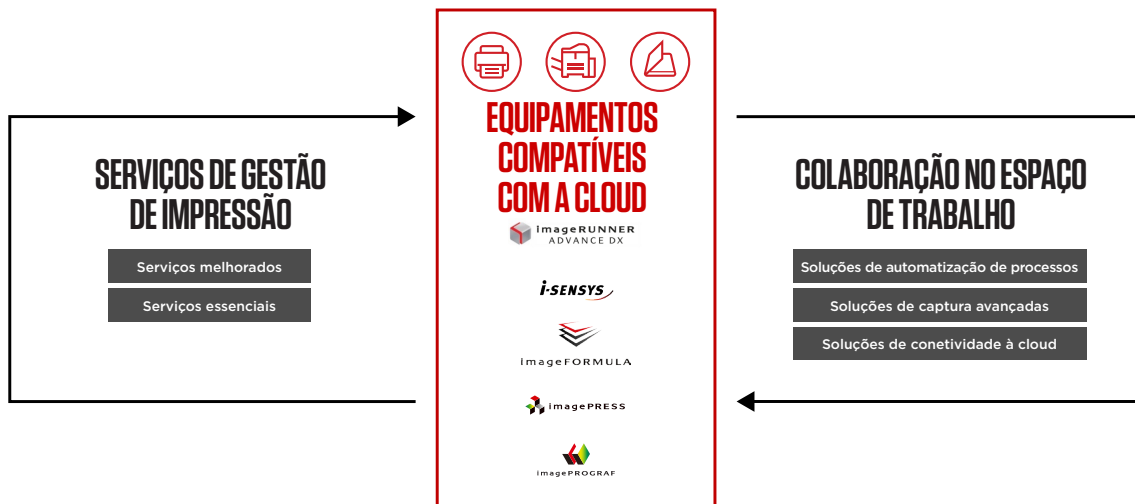 SERVIÇOS DE GESTÃO
DE IMPRESSÃO
Serviços melhorados
Serviços essenciais
EQUIPAMENTOS
COMPATÍVEIS
COM A CLOUD
imageRUNNER
ADVANCE DX
i-SENSYS
imageFORMULA
imagePRESS
imagePROGRAF
COLABORAÇÃO NO ESPAÇO
DE TRABALHO
Soluções de automatização de processos
Soluções de captura avançadas
Soluções de conetividade à cloud